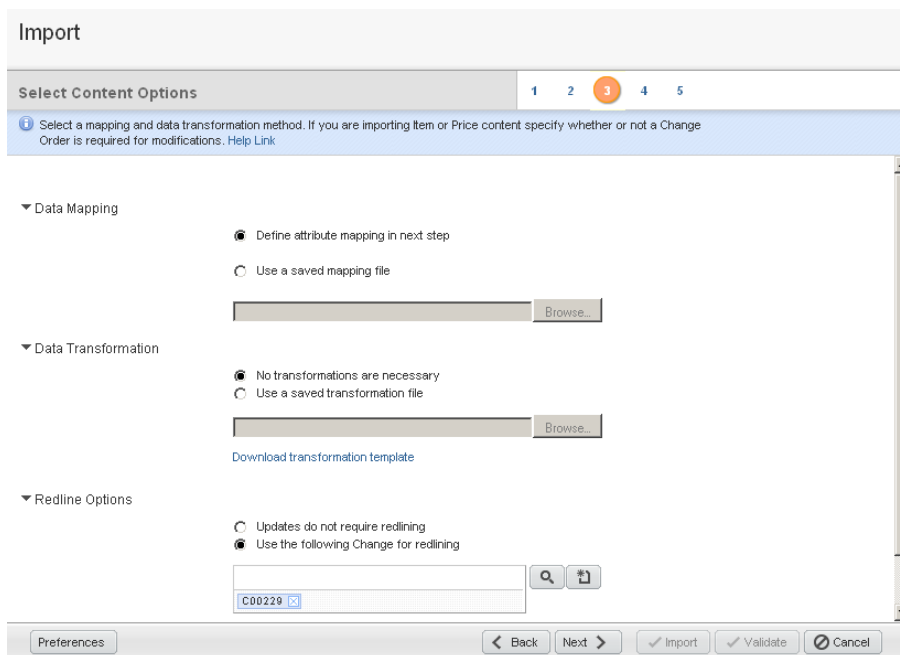 Import
Select Content Options
1 2 3 4 5
Select a mapping and data transformation method. If you are importing Item or Price content specify whether or not a Change
Order is required for modifications. Help Link
Data Mapping
Define attribute mapping in next step
Use a saved mapping file
Browse...
Data Transformation
No transformations are necessary
Use a saved transformation file
Browse...
Download transformation template
Redline Options
Updates do not require redlining
Use the following Change for redlining
C00229
Preferences
Back Next Import Validate Cancel